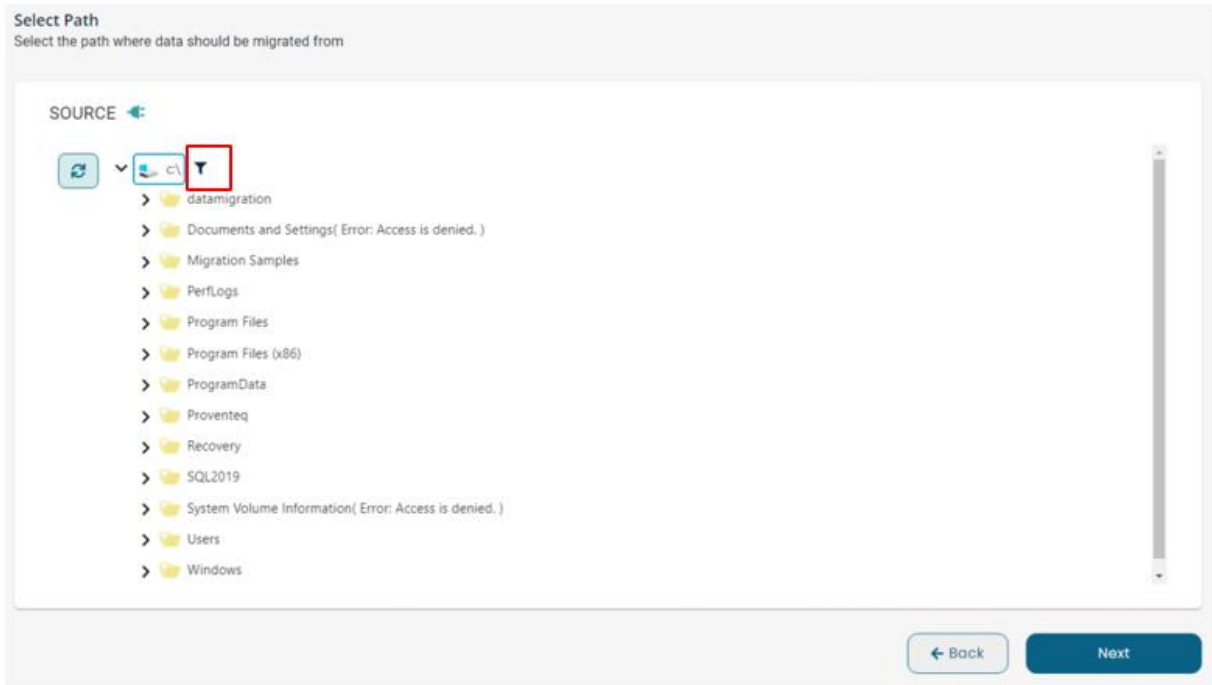 Select Path
Select the path where data should be migrated from
SOURCE
c\
datamigration
Documents and Settings( Error: Access is denied. )
Migration Samples
PerfLogs
Program Files
Program Files (x86)
ProgramData
Proventeq
Recovery
SQL2019
System Volume Information( Error: Access is denied. )
Users
Windows
Back
Next